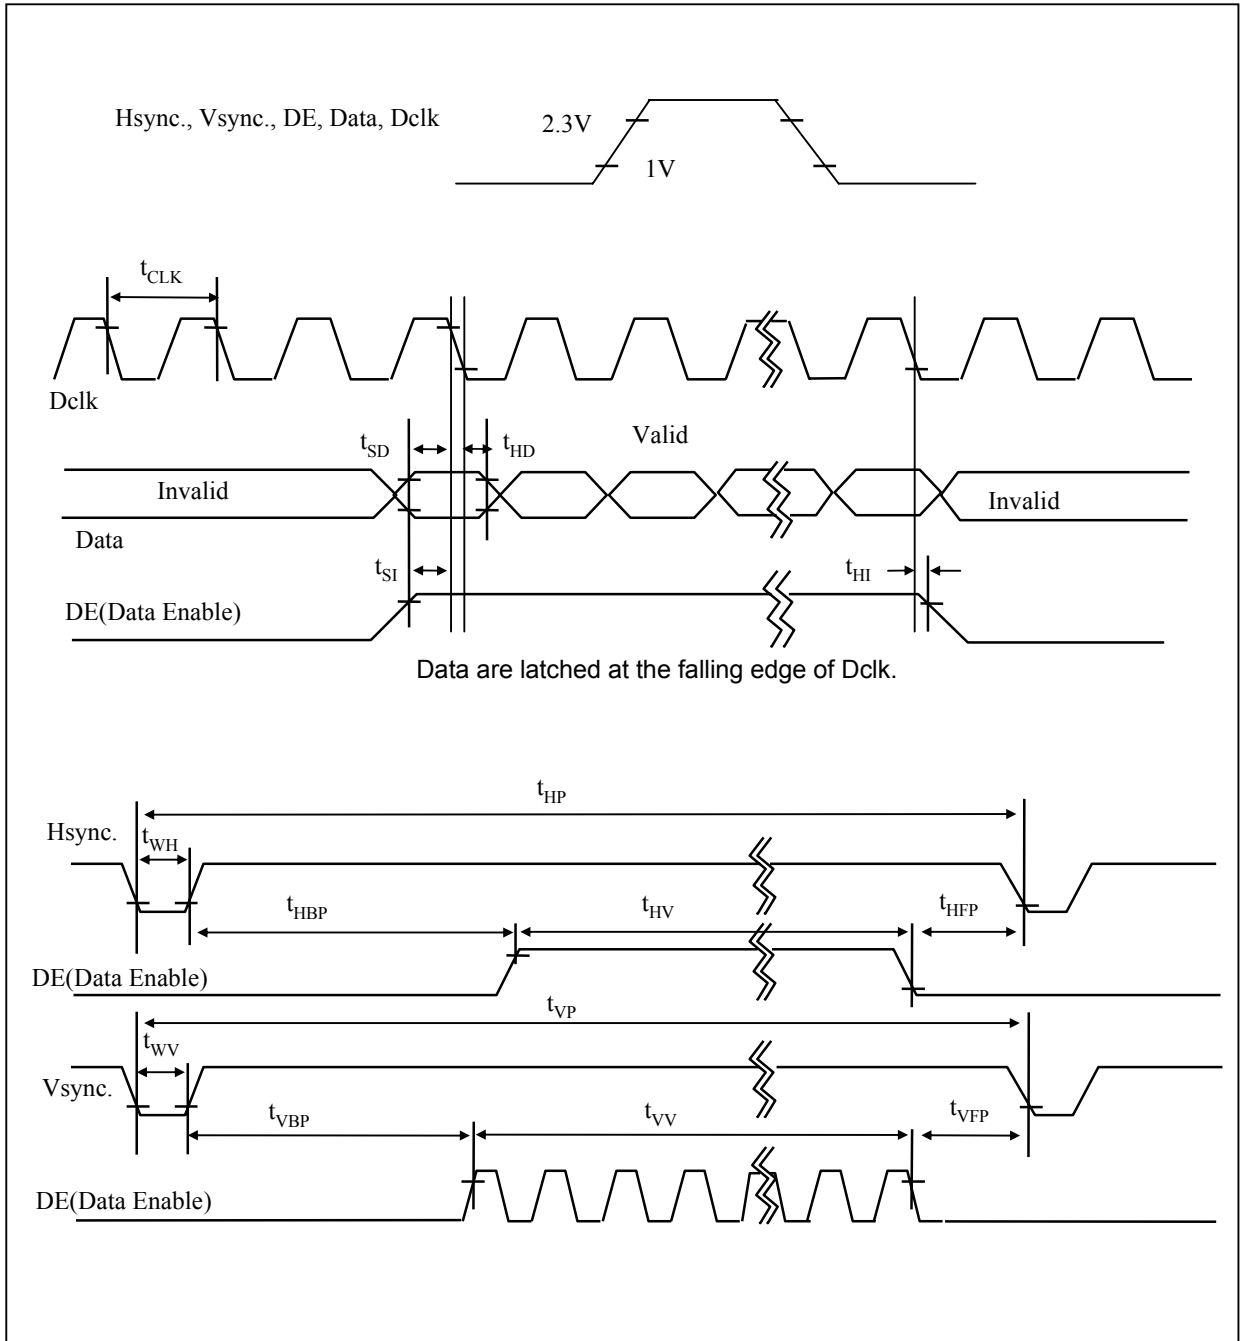 Hsync., Vsync., DE, Data, Dclk
2.3V
1V
tCLK
Dclk
tSD
tHD
Valid
Invalid
Invalid
Data
tSI
tHI
DE(Data Enable)
Data are latched at the falling edge of Dclk.
tHP
Hsync.
tWH
tHBP
tHV
tHFP
DE(Data Enable)
tVP
tWV
Vsync.
tVBP
tVV
tVFP
DE(Data Enable)